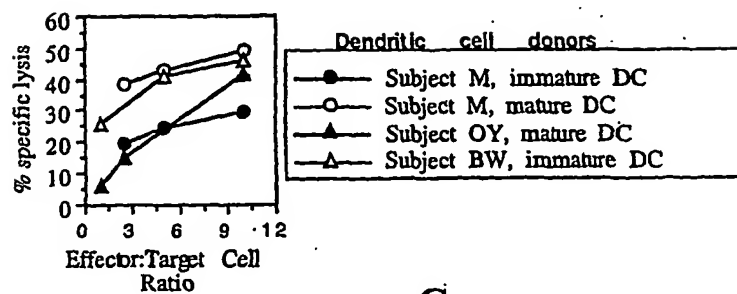 60
50
40
30
20
10
0
% specific lysis
0 3 6 9 12
Effector:Target Cell
Ratio
Dendritic cell donors
Subject M, immature DC
Subject M, mature DC
Subject OY, mature DC
Subject BW, immature DC